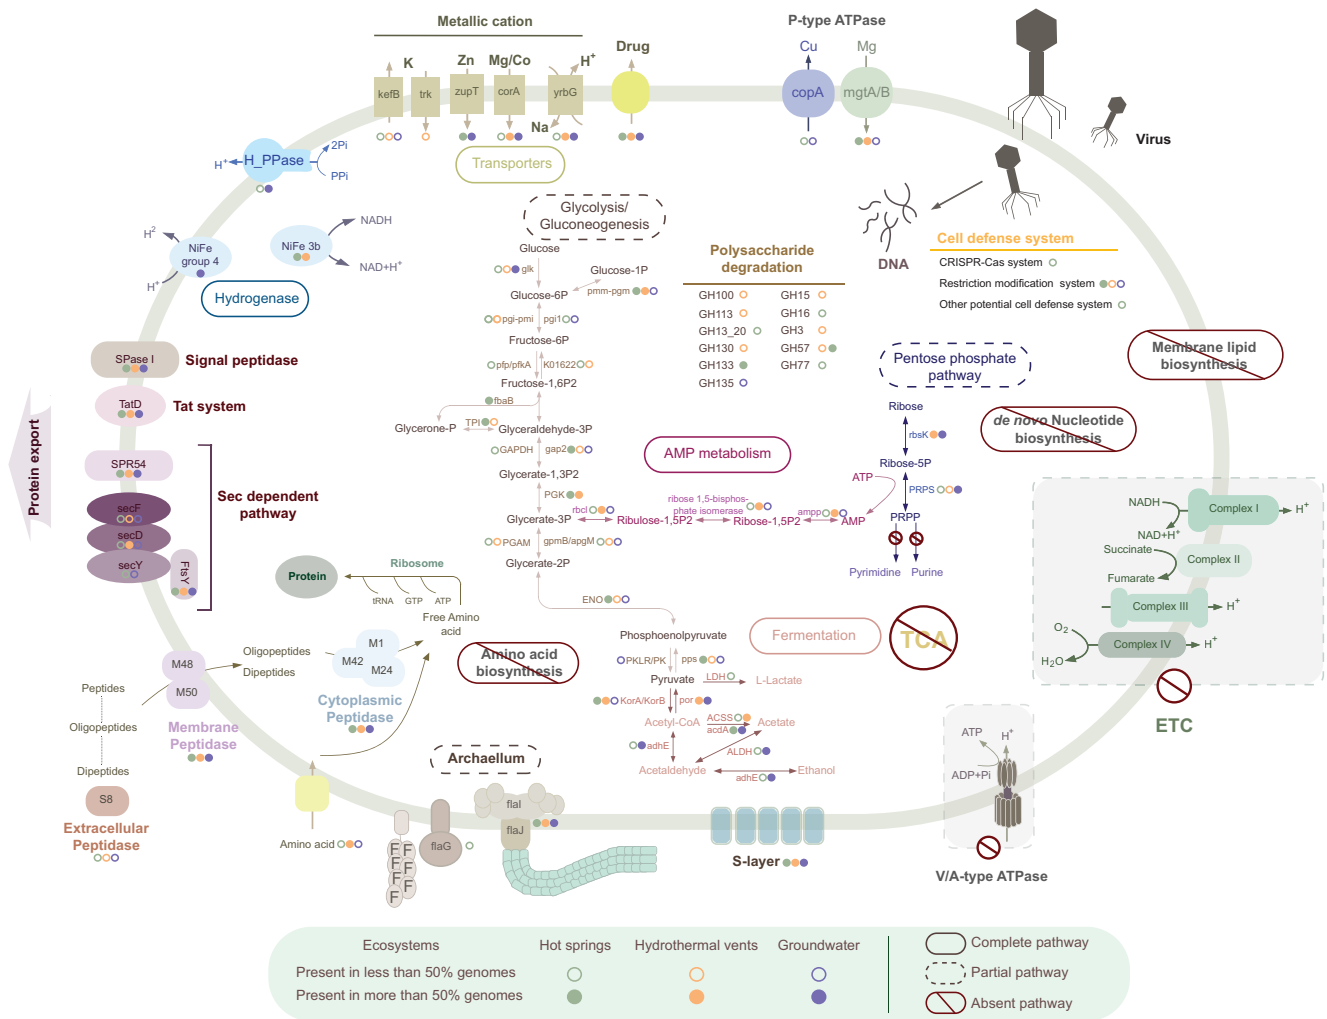 Metallic cation
P-type ATPase
K
Zn
Mg/Co
H+
Drug
Cu
Mg
kefB
trk
zupT
corA
yrbG
copA
mgtA/B
Na
Virus
Transporters
H_PPase
H+
2Pi
PPi
H2
NiFe
group 4
H+
NiFe 3b
NADH
NAD+H+
Hydrogenase
Glycolysis/
Gluconeogenesis
DNA
Cell defense system
CRISPR-Cas system
Restriction modification system
Other potential cell defense system
Polysaccharide
degradation
GH100
GH15
GH113
GH16
GH13_20
GH3
GH130
GH57
GH133
GH77
GH135
Glucose
glk
Glucose-1P
pmm-pgm
Glucose-6P
pgi-pmi
pgi1
Fructose-6P
pfp/pfkA
K01622
Fructose-1,6P2
fbaB
Glycerone-P
TPI
Glyceraldehyde-3P
GAPDH
gap2
Glycerate-1,3P2
PGK
Glycerate-3P
rbcl
Ribulose-1,5P2
ribose 1,5-bisphos-
phate isomerase
Ribose-1,5P2
ampp
AMP
PGAM
gpmB/apgM
Glycerate-2P
ENO
Phosphoenolpyruvate
PKLR/PK
pps
Pyruvate
LDH
L-Lactate
KorA/KorB
por
Acetyl-CoA
ACSS
acdA
Acetate
adhE
ALDH
Acetaldehyde
adhE
Ethanol
AMP metabolism
Pentose phosphate
pathway
Ribose
rbsK
Ribose-5P
ATP
PRPS
PRPP
Pyrimidine
Purine
Membrane lipid
biosynthesis
de novo Nucleotide
biosynthesis
Fermentation
TCA
Protein export
SPase I
Signal peptidase
TatD
Tat system
SPR54
secF
secD
secY
FtsY
Sec dependent
pathway
Protein
Ribosome
tRNA
GTP
ATP
Free Amino
acid
Amino acid
biosynthesis
M48
M50
Oligopeptides
Dipeptides
M1
M42
M24
Cytoplasmic
Peptidase
Membrane
Peptidase
Peptides
Oligopeptides
Dipeptides
S8
Extracellular
Peptidase
Amino acid
Archaellum
F
F
F
F
F
F
F
F
flaG
flaI
flaJ
S-layer
NADH
NAD+H+
Complex I
H+
Succinate
Fumarate
Complex II
Complex III
H+
O2
H2O
Complex IV
H+
ETC
ATP
H+
ADP+Pi
V/A-type ATPase
Ecosystems
Hot springs
Hydrothermal vents
Groundwater
Present in less than 50% genomes
Present in more than 50% genomes
Complete pathway
Partial pathway
Absent pathway